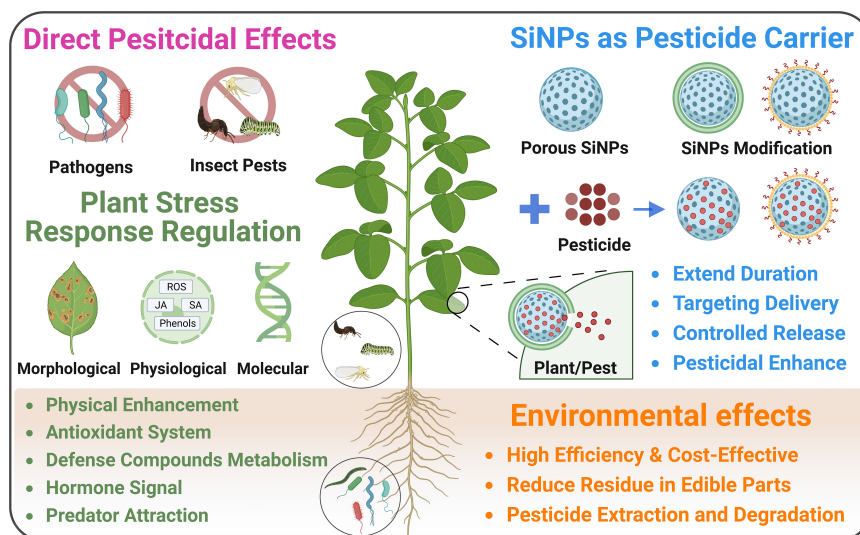 Direct Pesitcidal Effects
Pathogens
Insect Pests
Plant Stress
Response Regulation
ROS
JA
SA
Phenols
Morphological
Physiological
Molecular
• Physical Enhancement
• Antioxidant System
• Defense Compounds Metabolism
• Hormone Signal
• Predator Attraction
SiNPs as Pesticide Carrier
Porous SiNPs
SiNPs Modification
+
Pesticide
Plant/Pest
• Extend Duration
• Targeting Delivery
• Controlled Release
• Pesticidal Enhance
Environmental effects
• High Efficiency & Cost-Effective
• Reduce Residue in Edible Parts
• Pesticide Extraction and Degradation